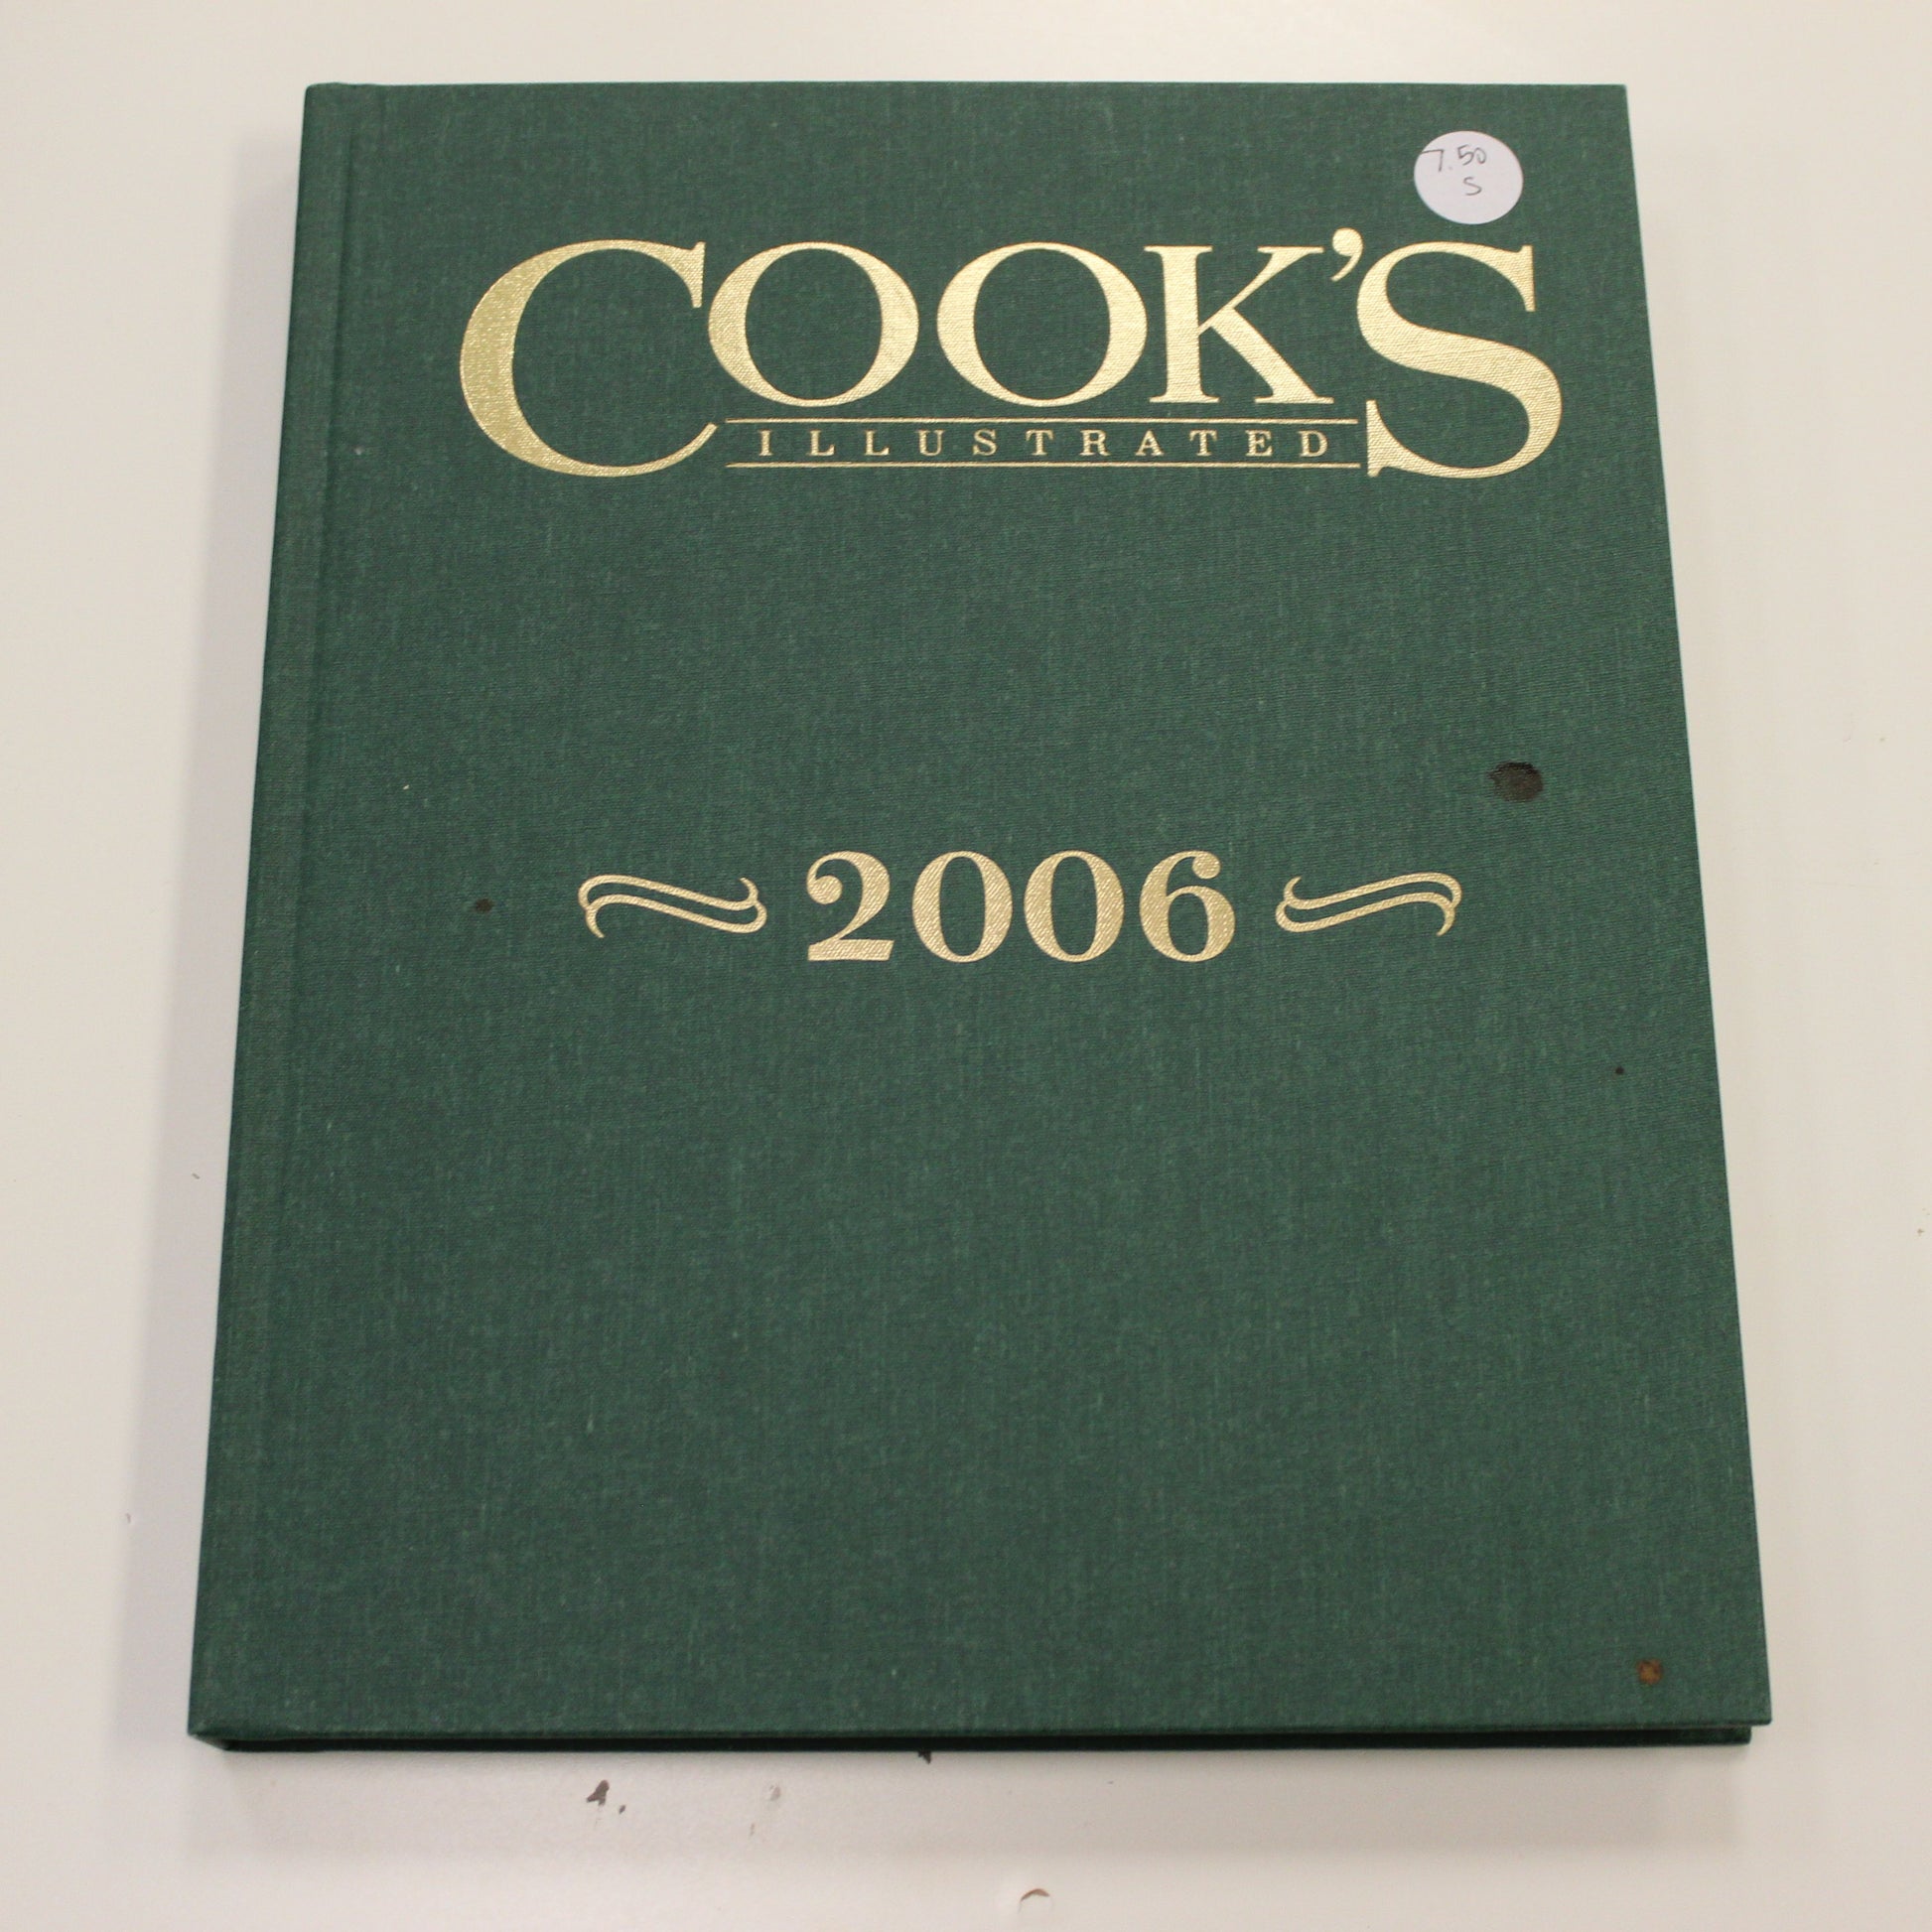 7.50
S
COOK'S
ILLUSTRATED
2006